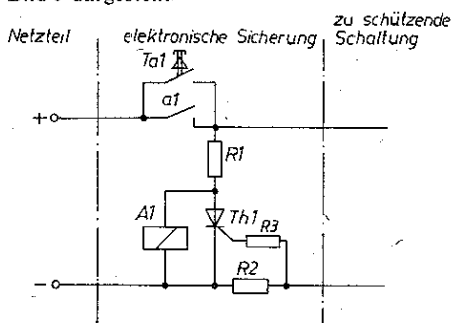 Netzteil
elektronische Sicherung
zu schützende
Schaltung
Ta1
a1
+
R1
A1
Th1
R3
R2
-